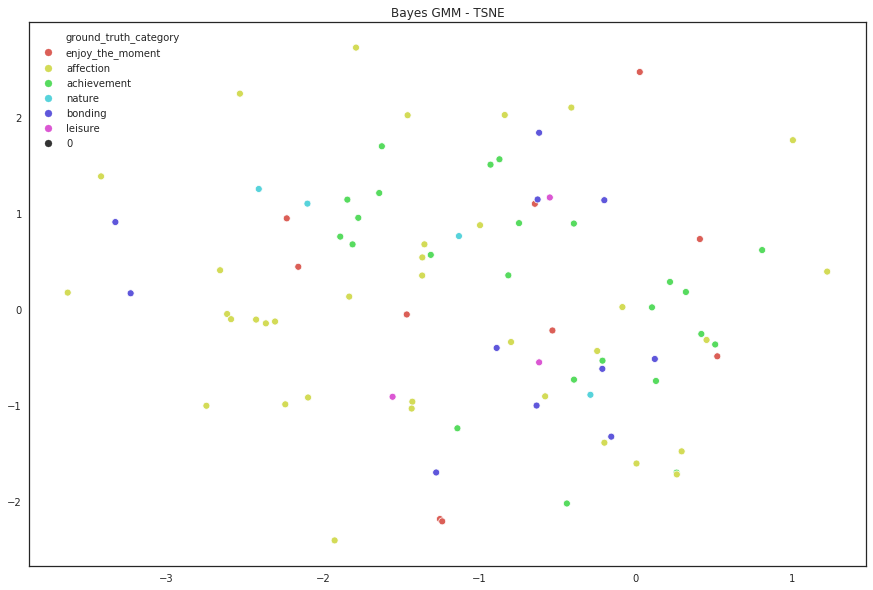 Bayes GMM - TSNE
ground_truth_category
enjoy_the_moment
affection
achievement
nature
bonding
leisure
0
2
1
0
−1
−2
−3
−2
−1
0
1